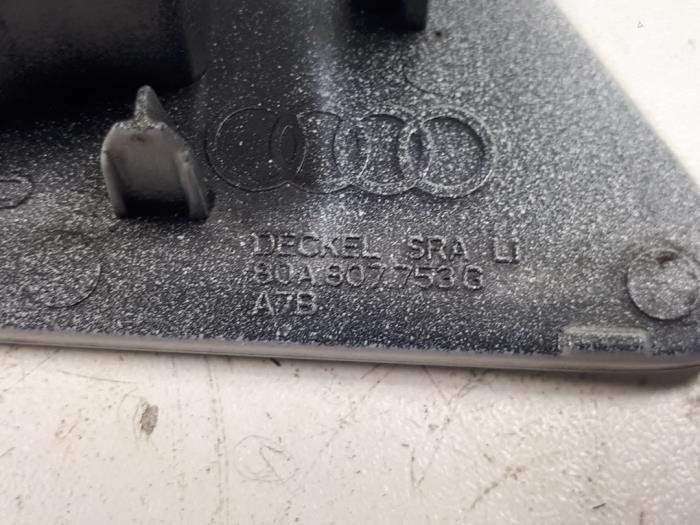 DECKEL SRA LI
80A 807 753 G
A7B